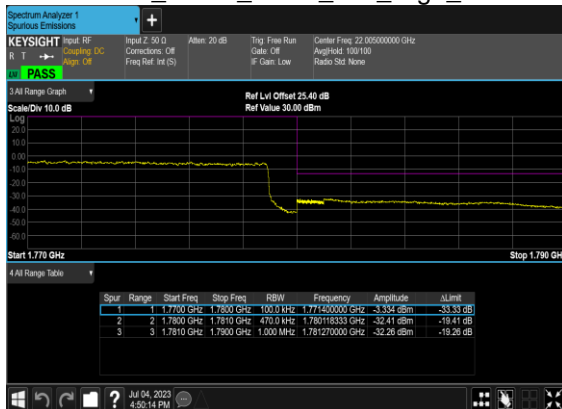 Spectrum Analyzer 1
Spurious Emissions
+
KEYSIGHT
R T
Input: RF
Coupling: DC
Align: Off
Input Z: 50 Ω
Corrections: Off
Freq Ref: Int (S)
Atten: 20 dB
Trig: Free Run
Gate: Off
IF Gain: Low
Center Freq: 22.005000000 GHz
Avg|Hold: 100/100
Radio Std: None
PASS
3 All Range Graph
Scale/Div 10.0 dB
Ref Lvl Offset 25.40 dB
Ref Value 30.00 dBm
Log
20.0
10.0
0.00
-10.0
-20.0
-30.0
-40.0
-50.0
-60.0
Start 1.770 GHz
Stop 1.790 GH
4 All Range Table
Spur Range Start Freq Stop Freq RBW Frequency Amplitude ΔLimit
1 1 1.7700 GHz 1.7800 GHz 100.0 kHz 1.771400000 GHz -3.334 dBm -33.33 dB
2 2 1.7800 GHz 1.7810 GHz 470.0 kHz 1.780118333 GHz -32.41 dBm -19.41 dB
3 3 1.7810 GHz 1.7900 GHz 1.000 MHz 1.781270000 GHz -32.26 dBm -19.26 dB
?
Jul 04, 2023
4:50:14 PM